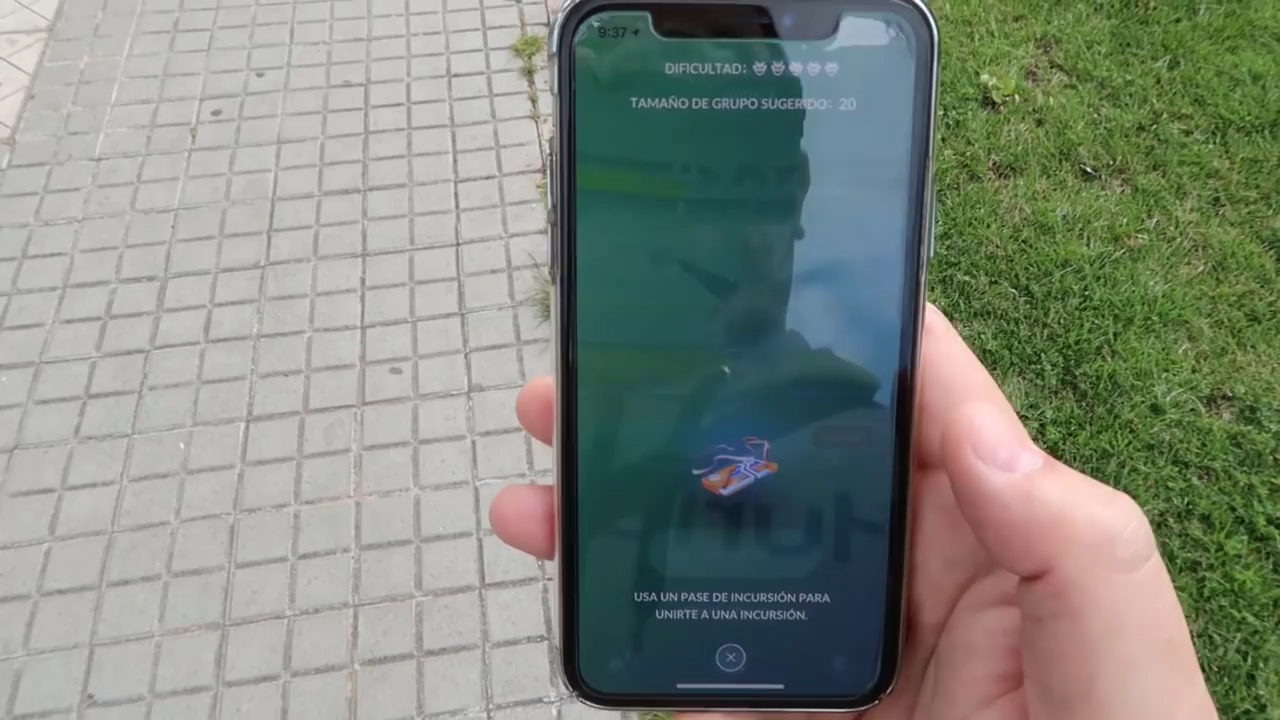 9:37
DIFICULTAD:
TAMAÑO DE GRUPO SUGERIDO: 20
USA UN PASE DE INCURSIÓN PARA
UNIRTE A UNA INCURSIÓN.